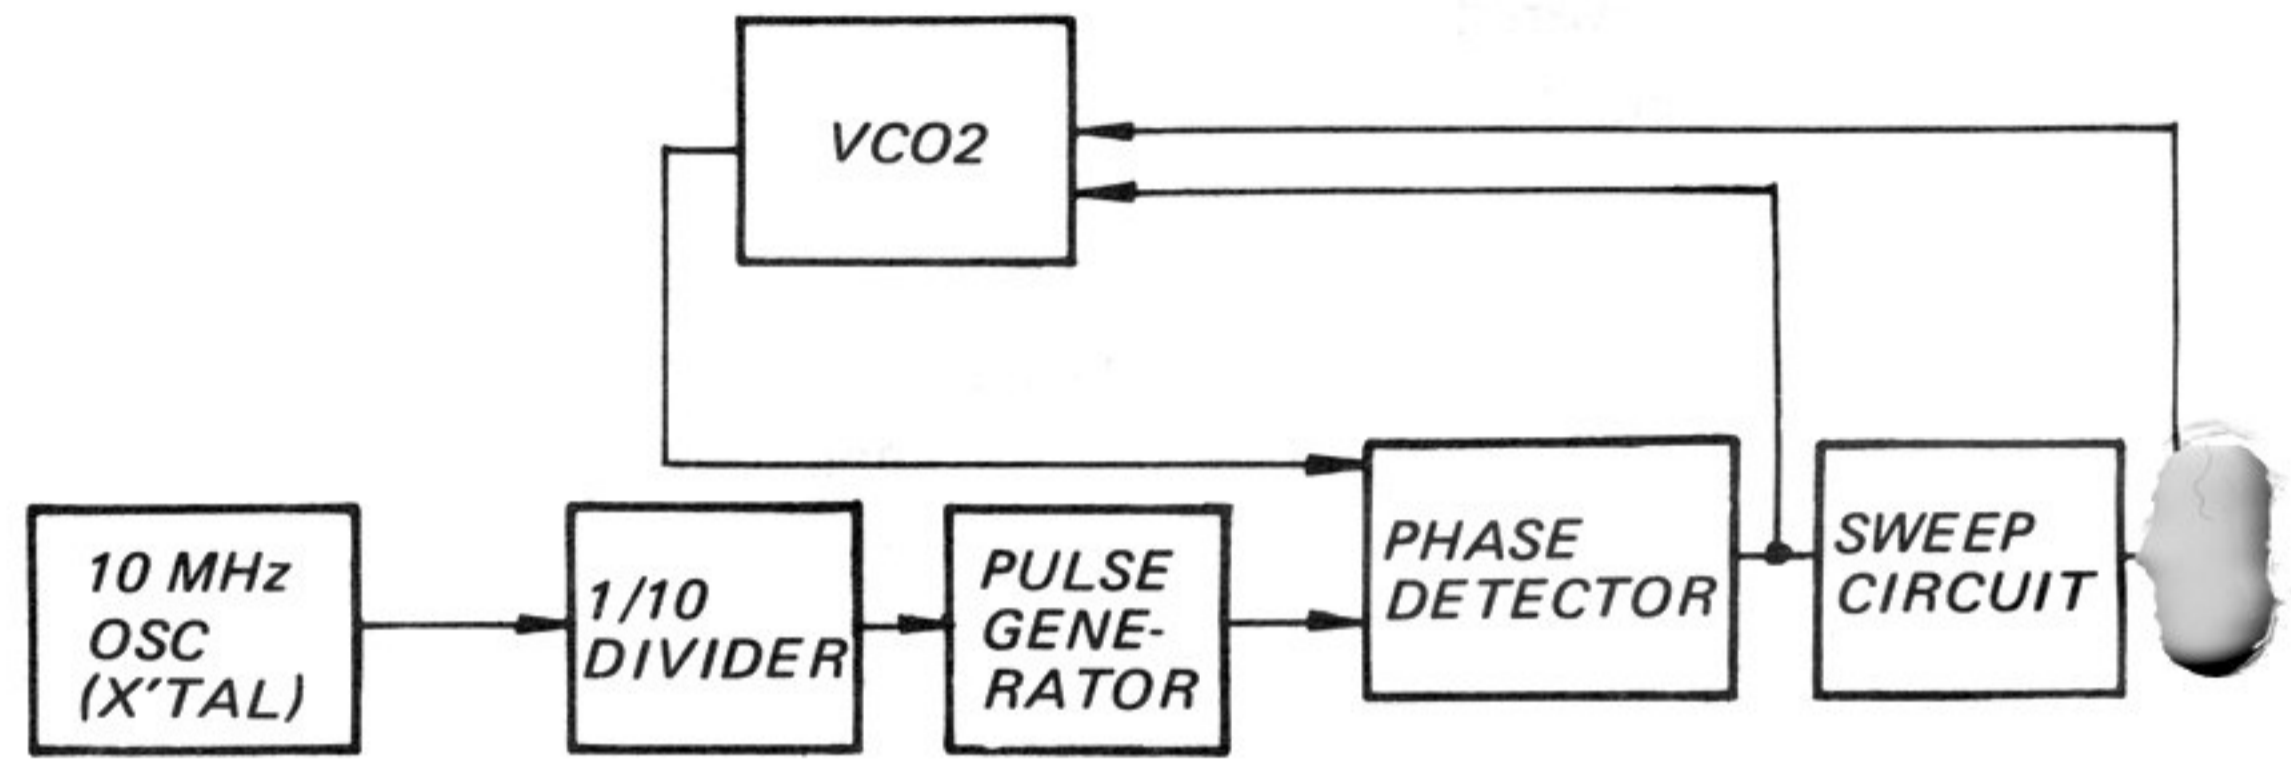 VCO2
10 MHz
OSC
(X'TAL)
1/10
DIVIDER
PULSE
GENE-
RATOR
PHASE
DETECTOR
SWEEP
CIRCUIT